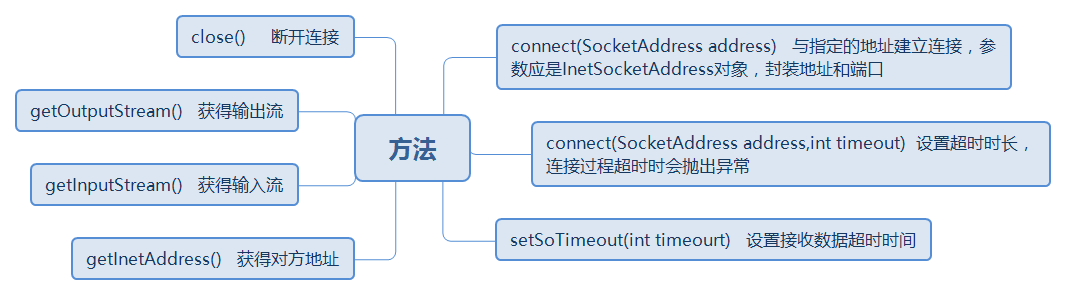 close() 断开连接
getOutputStream() 获得输出流
getInputStream() 获得输入流
getInetAddress() 获得对方地址
方法
connect(SocketAddress address) 与指定的地址建立连接，参
数应是InetSocketAddress对象，封装地址和端口
connect(SocketAddress address,int timeout) 设置超时时长，
连接过程超时时会抛出异常
setSoTimeout(int timeourt) 设置接收数据超时时间